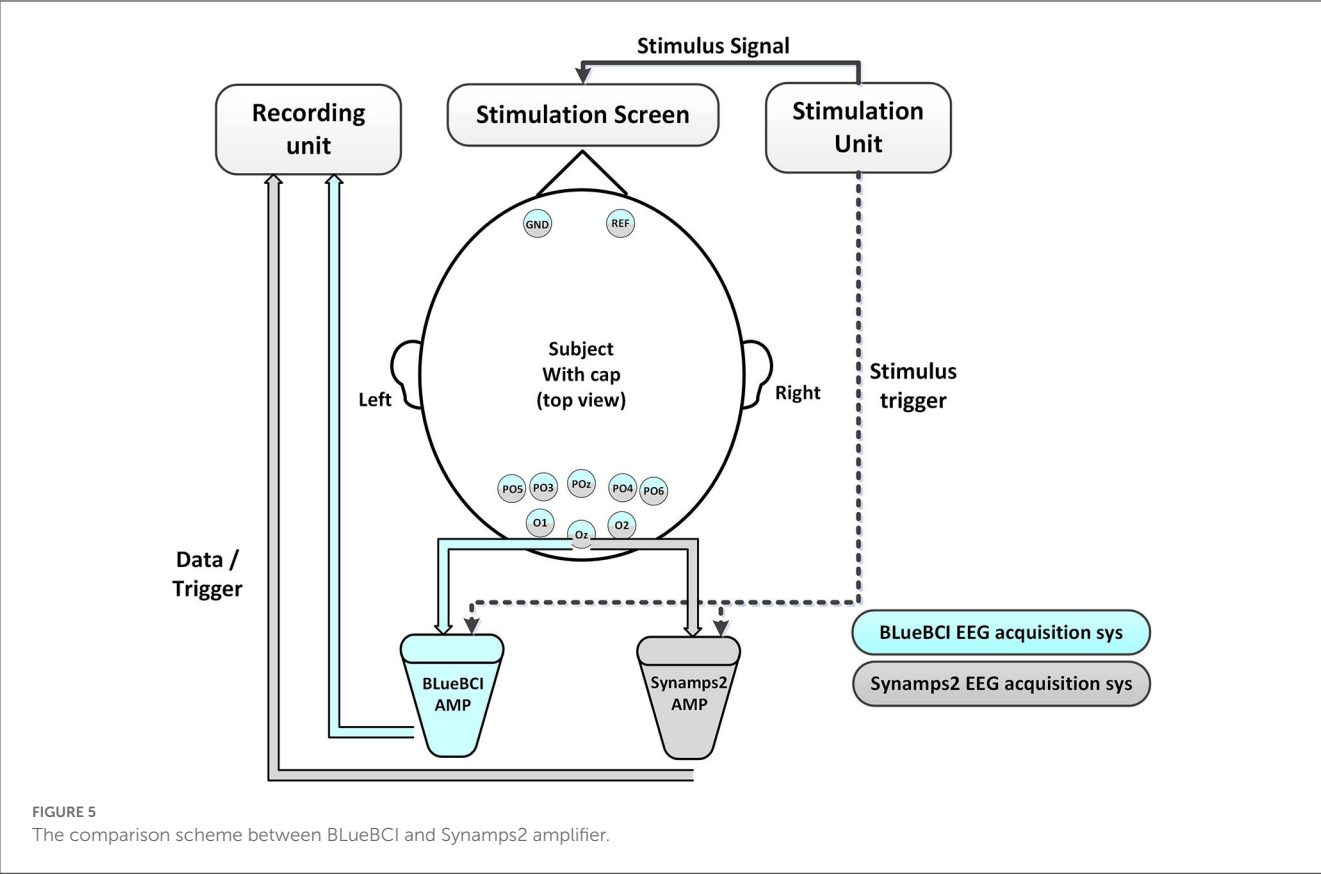 Stimulus Signal
Recording
unit
Stimulation Screen
Stimulation
Unit
GND
REF
Subject
With cap
(top view)
Left
Right
Stimulus
trigger
PO5
PO3
POz
PO4
PO6
O1
Oz
O2
Data /
Trigger
BLueBCI
AMP
Synamps2
AMP
BLueBCI EEG acquisition sys
Synamps2 EEG acquisition sys
FIGURE 5
The comparison scheme between BLueBCI and Synamps2 amplifier.